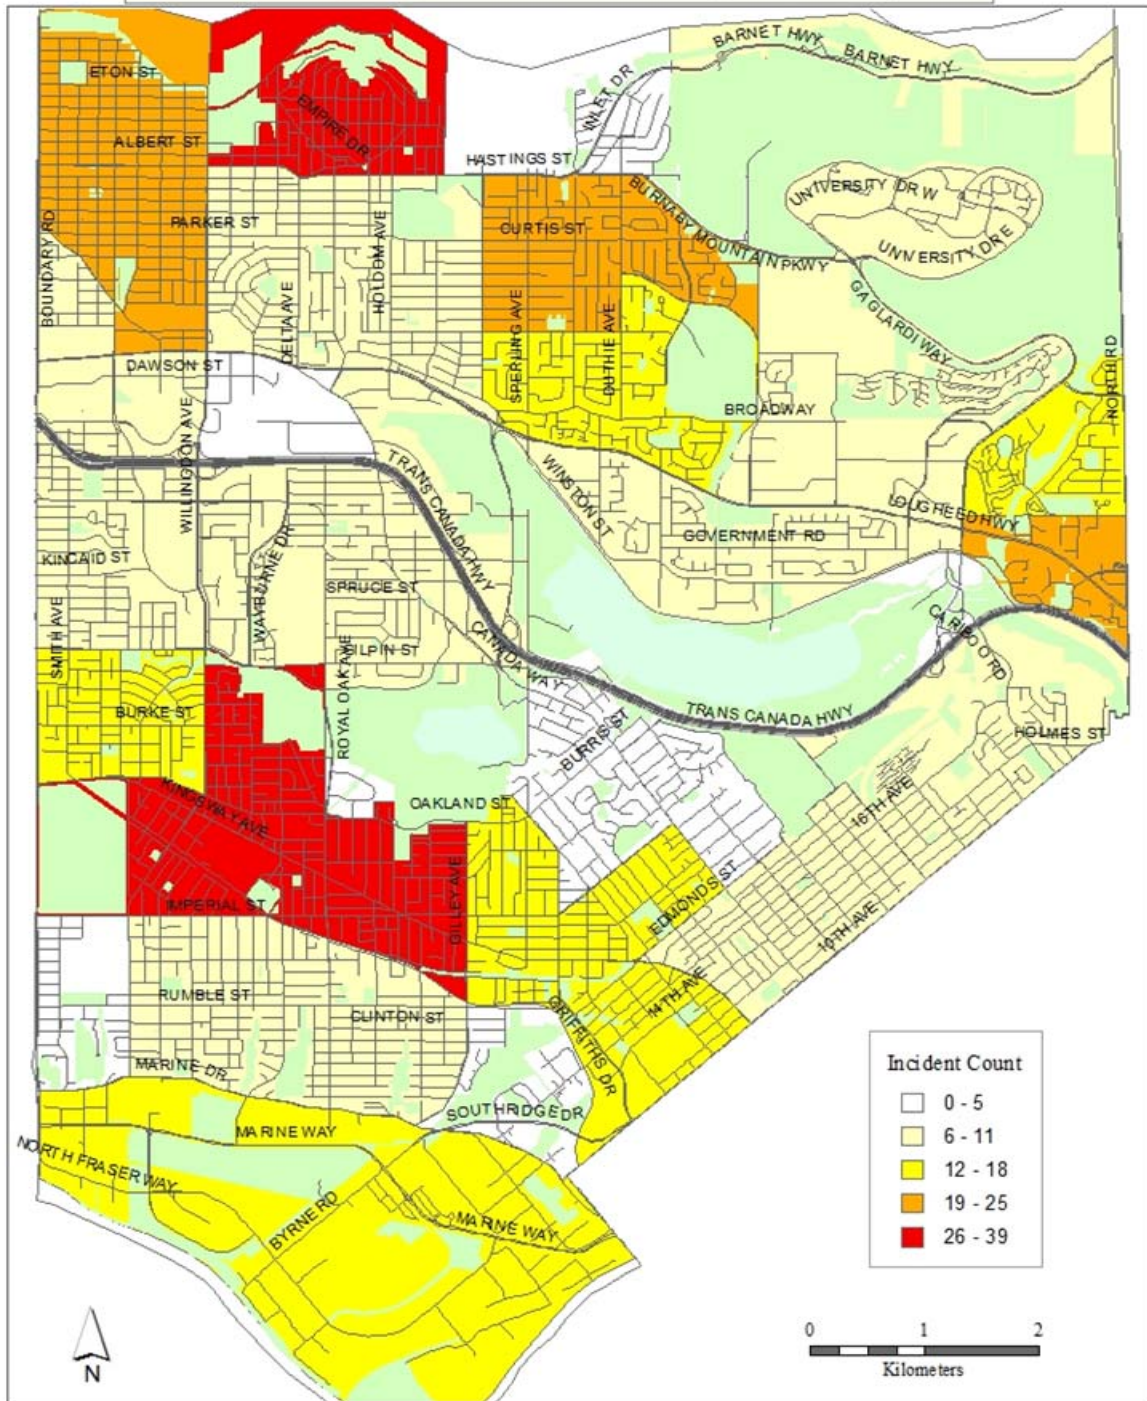 BARNET HWY
BARNET HWY
ETON ST
INLET DR
EMPIRE DR
ALBERT ST
HASTINGS ST
UNIVERSITY DR W
BOUNDARY RD
PARKER ST
HOLDOM AVE
CURTIS ST
BURNABY MOUNTAIN PKWY
UNIVERSITY DR E
DELTA AVE
GAGLARDI WAY
SPERLING AVE
DUTHIE AVE
NORTH RD
DAWSON ST
WILLINGDON AVE
BROADWAY
TRANS CANADA HWY
WINSTON ST
LOUGHEED HWY
GOVERNMENT RD
KINCAID ST
WAYBURNE DR
SPRUCE ST
SMITH AVE
CANADA WAY
CARIBOO RD
GILPIN ST
ROYAL OAK AVE
BURKE ST
BURRIS ST
TRANS CANADA HWY
HOLMES ST
KINGSWAY AVE
OAKLAND ST
16TH AVE
GILLEY AVE
EDMONDS ST
IMPERIAL ST
10TH AVE
RUMBLE ST
CLINTON ST
GRIFFITHS DR
14TH AVE
MARINE DR
SOUTHRIDGE DR
MARINE WAY
NORTH FRASER WAY
BYRNE RD
MARINE WAY
Incident Count
0 - 5
6 - 11
12 - 18
19 - 25
26 - 39
N
0 1 2
Kilometers